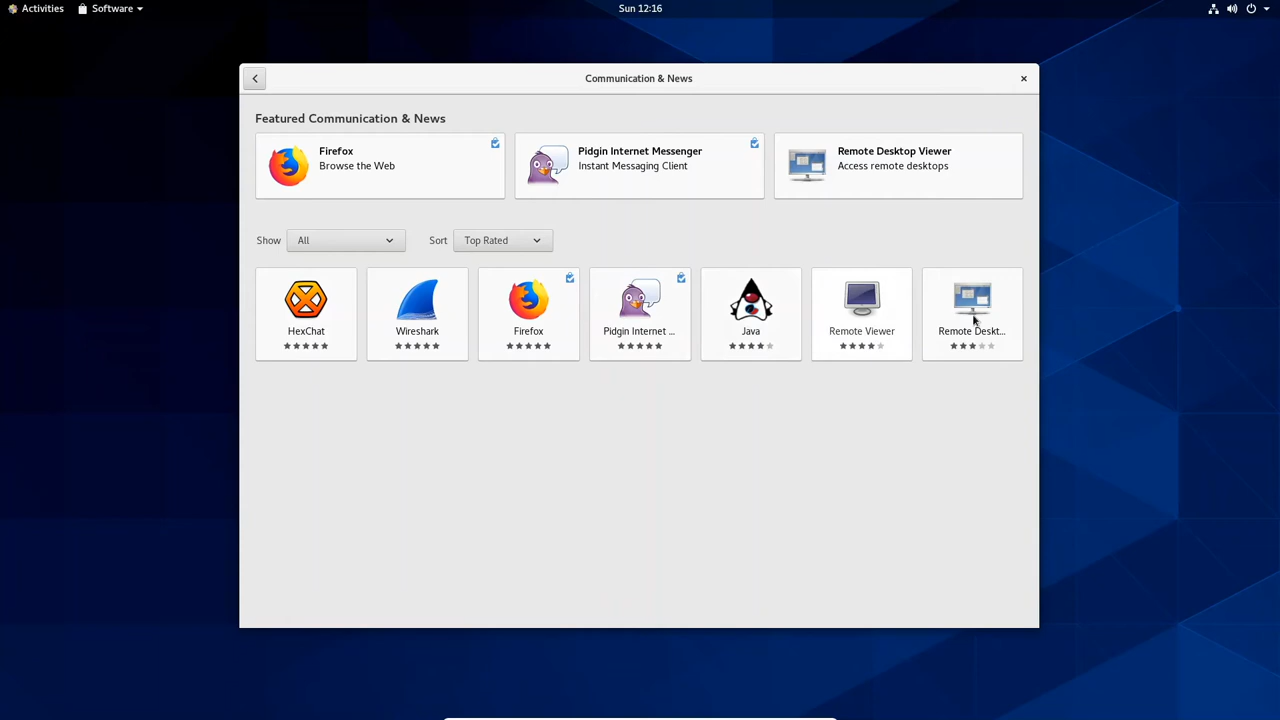 Activities
Software
Sun 12:16
Communication & News
Featured Communication & News
Firefox
Browse the Web
Pidgin Internet Messenger
Instant Messaging Client
Remote Desktop Viewer
Access remote desktops
Show
All
Sort
Top Rated
HexChat
Wireshark
Firefox
Pidgin Internet ...
Java
Remote Viewer
Remote Deskt...